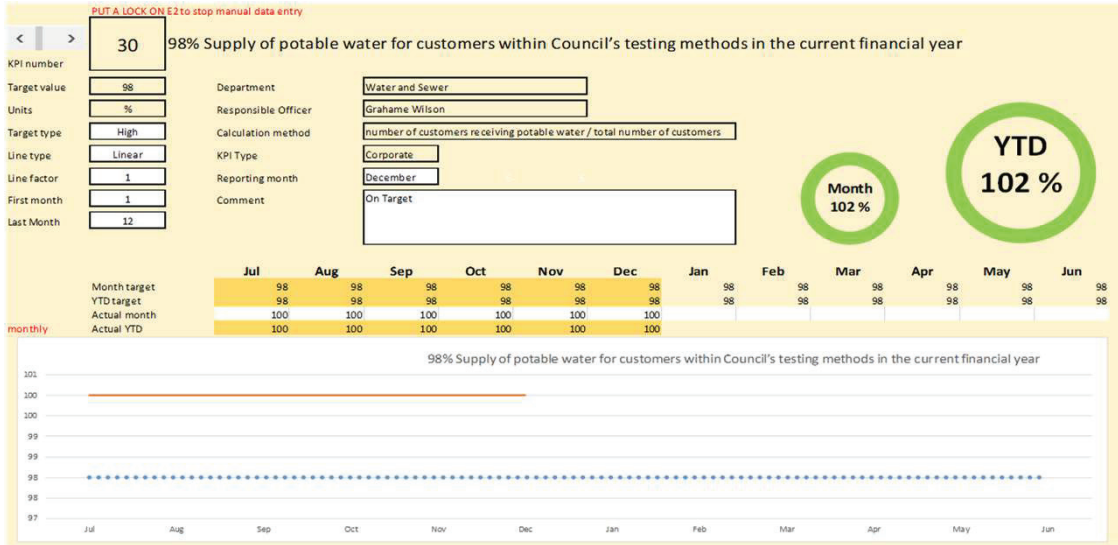 PUT A LOCK ON E2 to stop manual data entry
30
98% Supply of potable water for customers within Council's testing methods in the current financial year
KPI number
Target value 98 Department Water and Sewer
Units % Responsible Officer Grahame Wilson
Target type High Calculation method number of customers receiving potable water / total number of customers
Line type Linear KPI Type Corporate
Line factor 1 Reporting month December
First month 1 Comment On Target
Last Month 12
Month
102 %
YTD
102 %
Jul Aug Sep Oct Nov Dec Jan Feb Mar Apr May Jun
Month target 98 98 98 98 98 98 98 98 98 98 98 98
YTD target 98 98 98 98 98 98 98 98 98 98 98 98
Actual month 100 100 100 100 100 100
monthly Actual YTD 100 100 100 100 100 100
98% Supply of potable water for customers within Council's testing methods in the current financial year
101
100
100
99
99
98
98
97
Jul Aug Sep Oct Nov Dec Jan Feb Mar Apr May Jun